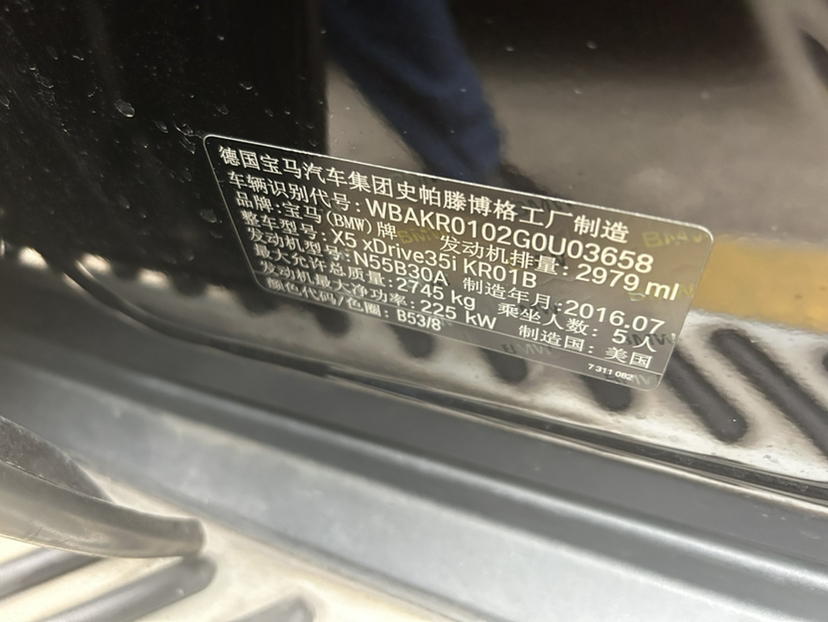 德国宝马汽车集团史帕滕博格工厂制造
车辆识别代号: WBAKR0102G0U03658
品牌: 宝马(BMW)牌 发动机排量: 2979 ml
整车型号: X5 xDrive35i KR01B
发动机型号: N55B30A 制造年月: 2016.07
最大允许总质量: 2745 kg 乘坐人数: 5 人
发动机最大净功率: 225 kW 制造国: 美国
颜色代码/色圈: B53/8
7 311 082